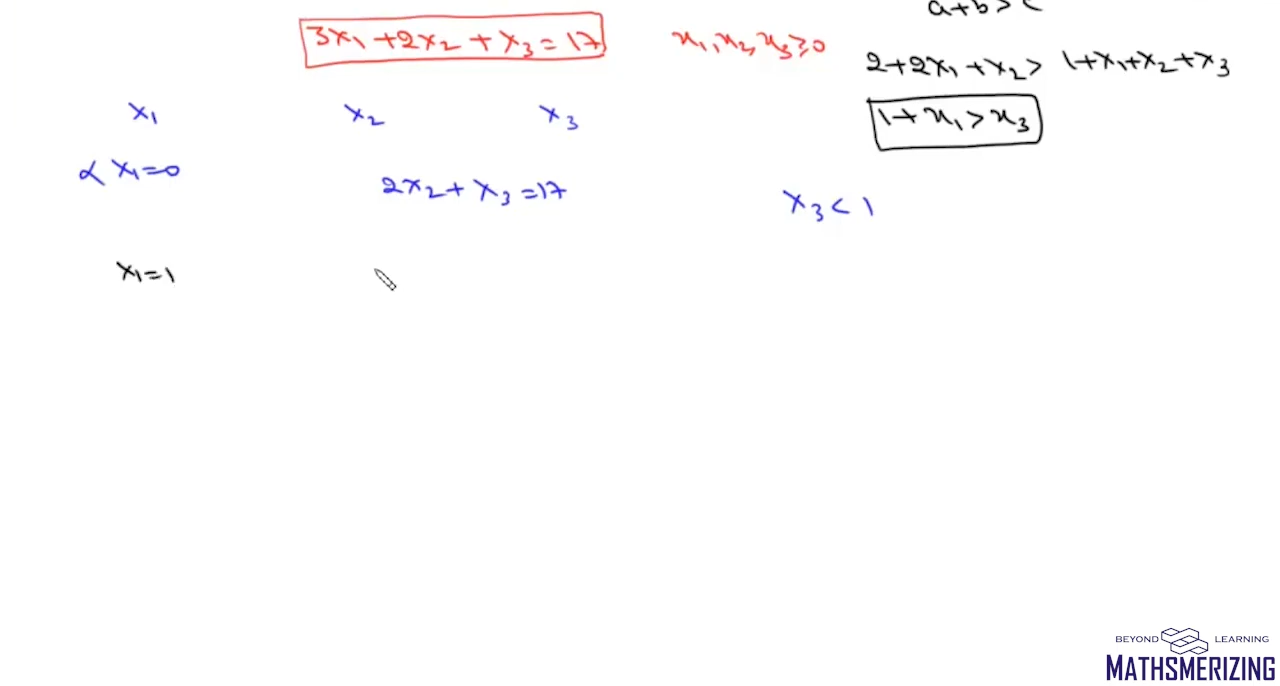 a+b > c
3x₁ + 2x₂ + x₃ = 17
x₁, x₂, x₃ ≥ 0
2+2x₁+x₂ > 1+x₁+x₂+x₃
1+x₁ > x₃
x₁ x₂ x₃
α x₁=0
2x₂ + x₃ = 17
x₃ < 1
x₁=1
BEYOND LEARNING
MATHSMERIZING